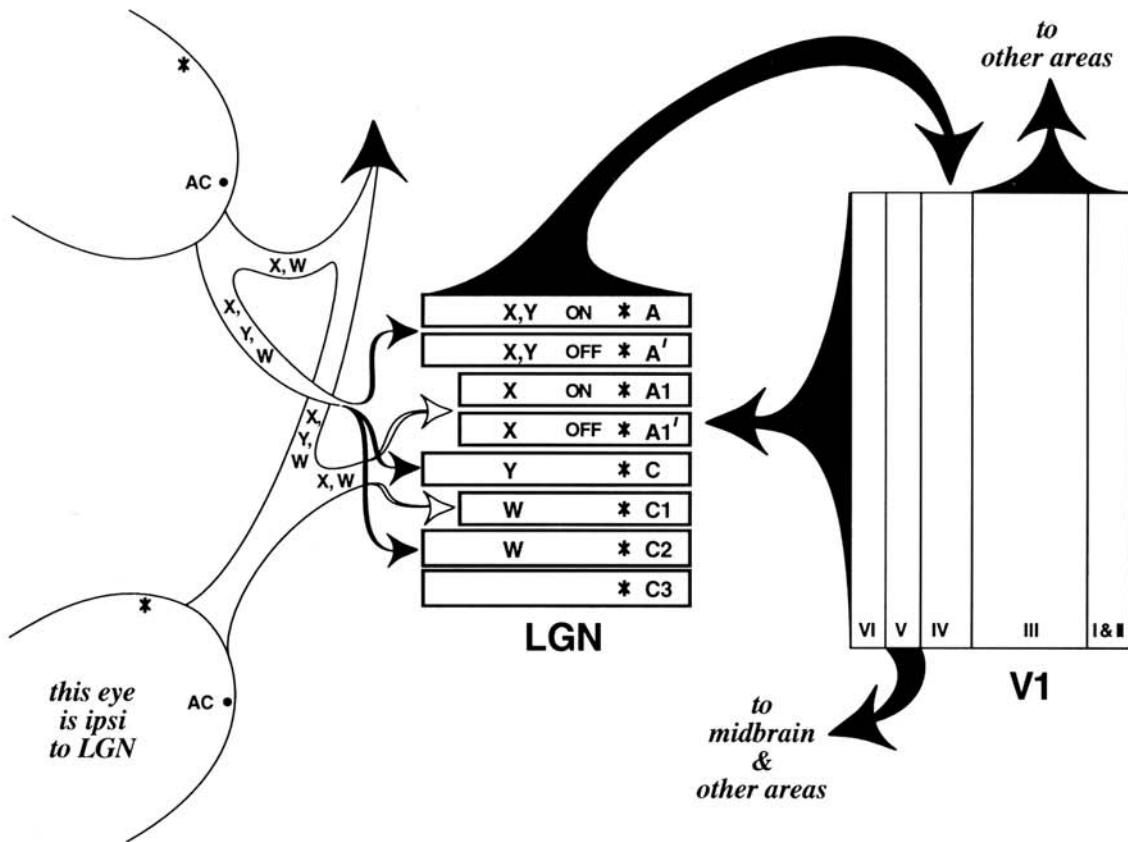 to
other areas
*
AC
X, W
X,
Y,
W
X,Y ON * A
X,Y OFF * A′
X ON * A1
X OFF * A1′
Y * C
W * C1
W * C2
* C3
LGN
X,
Y,
W
X, W
*
AC
this eye
is ipsi
to LGN
VI V IV III I & II
V1
to
midbrain
&
other areas